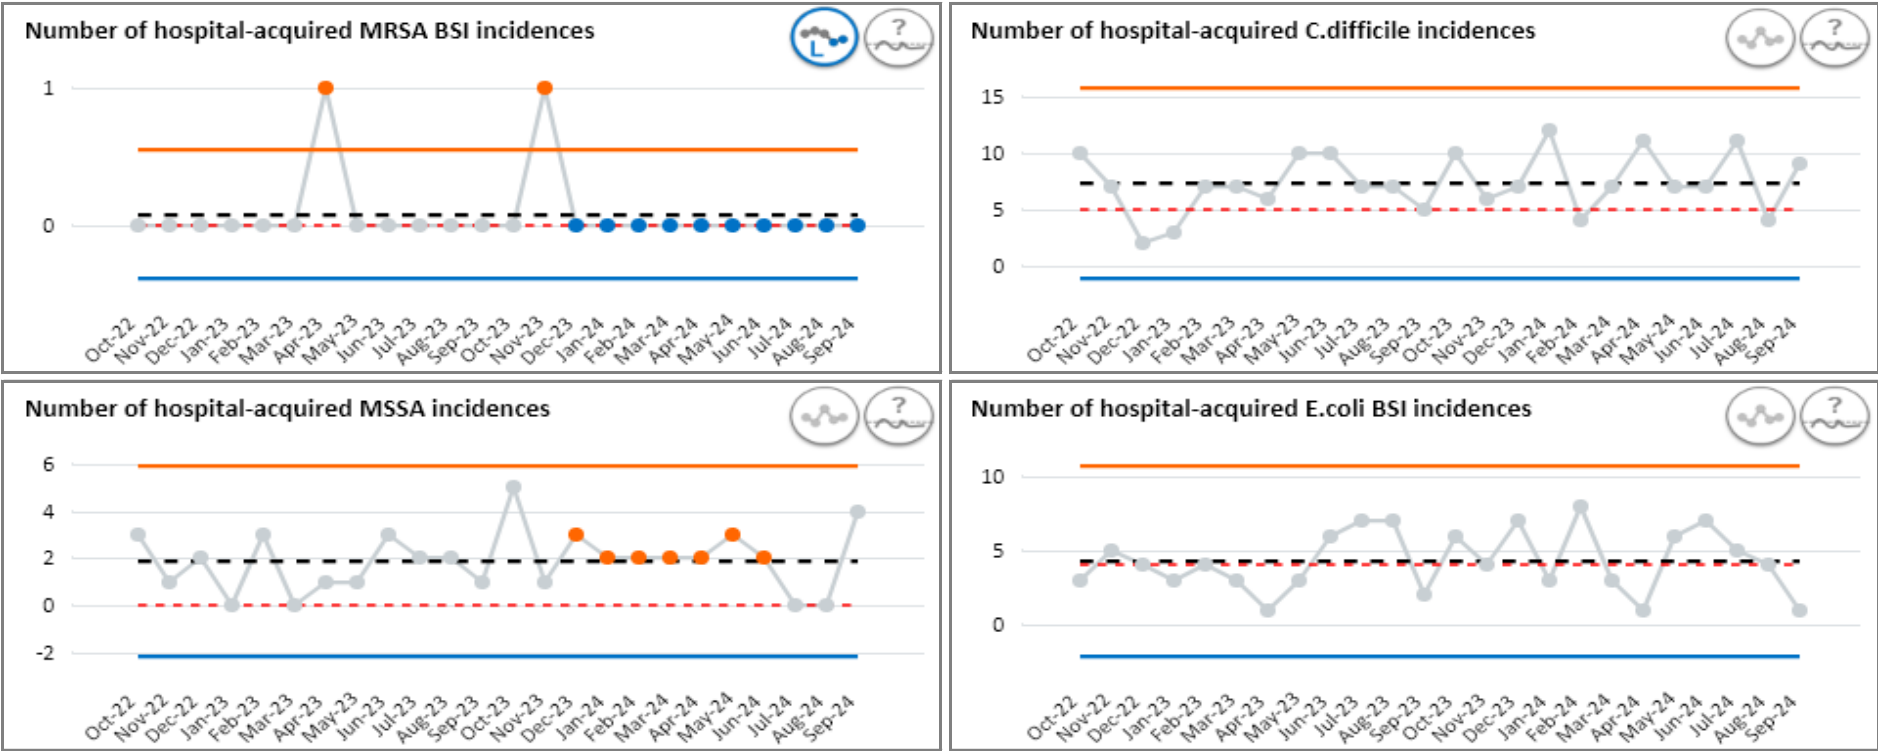 Number of hospital-acquired MRSA BSI incidences
L
?
1
0
Oct-22
Nov-22
Dec-22
Jan-23
Feb-23
Mar-23
Apr-23
May-23
Jun-23
Jul-23
Aug-23
Sep-23
Oct-23
Nov-23
Dec-23
Jan-24
Feb-24
Mar-24
Apr-24
May-24
Jun-24
Jul-24
Aug-24
Sep-24
Number of hospital-acquired C.difficile incidences
?
15
10
5
0
Oct-22
Nov-22
Dec-22
Jan-23
Feb-23
Mar-23
Apr-23
May-23
Jun-23
Jul-23
Aug-23
Sep-23
Oct-23
Nov-23
Dec-23
Jan-24
Feb-24
Mar-24
Apr-24
May-24
Jun-24
Jul-24
Aug-24
Sep-24
Number of hospital-acquired MSSA incidences
?
6
4
2
0
-2
Oct-22
Nov-22
Dec-22
Jan-23
Feb-23
Mar-23
Apr-23
May-23
Jun-23
Jul-23
Aug-23
Sep-23
Oct-23
Nov-23
Dec-23
Jan-24
Feb-24
Mar-24
Apr-24
May-24
Jun-24
Jul-24
Aug-24
Sep-24
Number of hospital-acquired E.coli BSI incidences
?
10
5
0
Oct-22
Nov-22
Dec-22
Jan-23
Feb-23
Mar-23
Apr-23
May-23
Jun-23
Jul-23
Aug-23
Sep-23
Oct-23
Nov-23
Dec-23
Jan-24
Feb-24
Mar-24
Apr-24
May-24
Jun-24
Jul-24
Aug-24
Sep-24